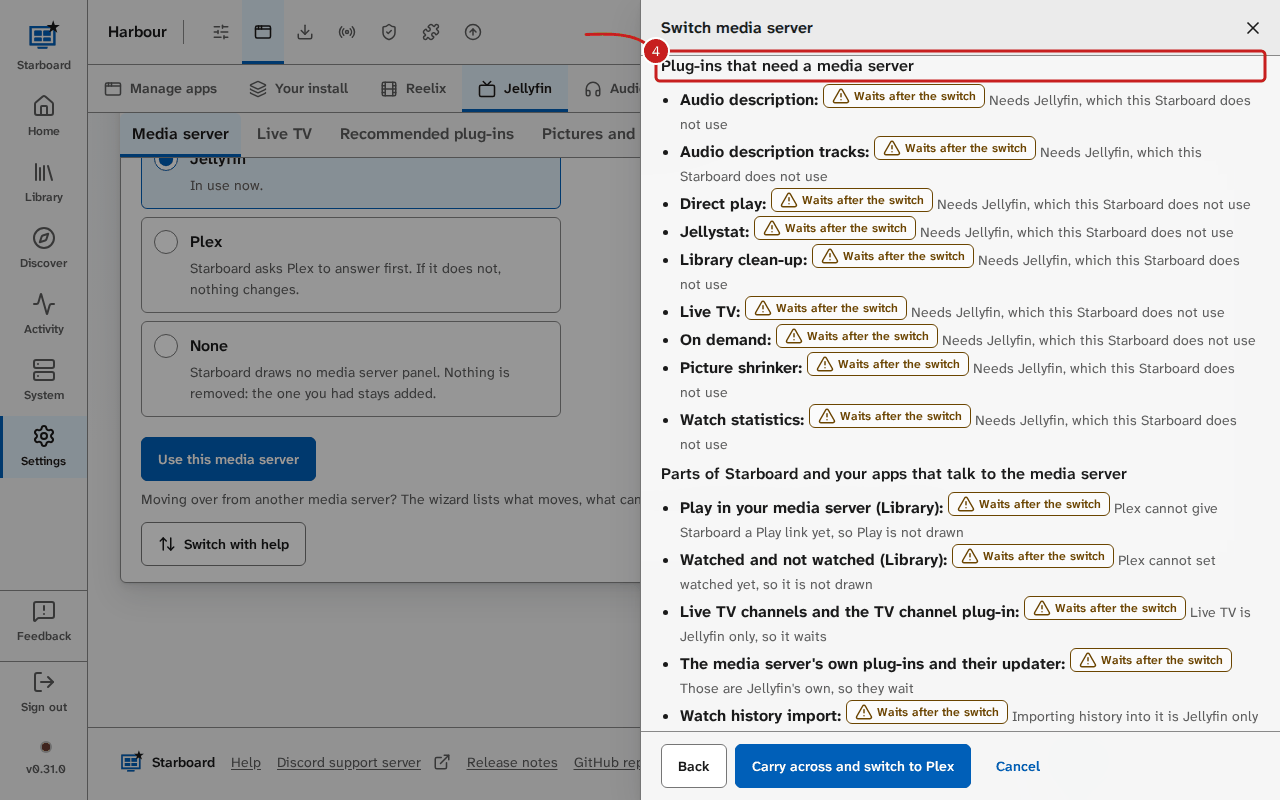 Starboard
Home
Library
Discover
Activity
System
Settings
Feedback
Sign out
v0.31.0
Harbour
Manage apps
Your install
Reelix
Jellyfin
Audio
Media server
Live TV
Recommended plug-ins
Pictures and
Jellyfin
In use now.
Plex
Starboard asks Plex to answer first. If it does not,
nothing changes.
None
Starboard draws no media server panel. Nothing is
removed: the one you had stays added.
Use this media server
Moving over from another media server? The wizard lists what moves, what can
Switch with help
Starboard
Help
Discord support server
Release notes
GitHub rep
Switch media server
4
Plug-ins that need a media server
Audio description: Waits after the switch Needs Jellyfin, which this Starboard does
not use
Audio description tracks: Waits after the switch Needs Jellyfin, which this
Starboard does not use
Direct play: Waits after the switch Needs Jellyfin, which this Starboard does not use
Jellystat: Waits after the switch Needs Jellyfin, which this Starboard does not use
Library clean-up: Waits after the switch Needs Jellyfin, which this Starboard does
not use
Live TV: Waits after the switch Needs Jellyfin, which this Starboard does not use
On demand: Waits after the switch Needs Jellyfin, which this Starboard does not use
Picture shrinker: Waits after the switch Needs Jellyfin, which this Starboard does
not use
Watch statistics: Waits after the switch Needs Jellyfin, which this Starboard does
not use
Parts of Starboard and your apps that talk to the media server
Play in your media server (Library): Waits after the switch Plex cannot give
Starboard a Play link yet, so Play is not drawn
Watched and not watched (Library): Waits after the switch Plex cannot set
watched yet, so it is not drawn
Live TV channels and the TV channel plug-in: Waits after the switch Live TV is
Jellyfin only, so it waits
The media server's own plug-ins and their updater: Waits after the switch
Those are Jellyfin's own, so they wait
Watch history import: Waits after the switch Importing history into it is Jellyfin only
Back
Carry across and switch to Plex
Cancel